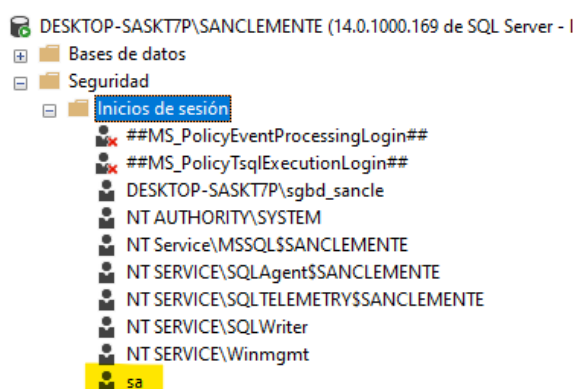 DESKTOP-SASKT7P\SANCLEMENTE (14.0.1000.169 de SQL Server - I
Bases de datos
Seguridad
Inicios de sesión
##MS_PolicyEventProcessingLogin##
##MS_PolicyTsqlExecutionLogin##
DESKTOP-SASKT7P\sgbd_sancle
NT AUTHORITY\SYSTEM
NT Service\MSSQL$SANCLEMENTE
NT SERVICE\SQLAgent$SANCLEMENTE
NT SERVICE\SQLTELEMETRY$SANCLEMENTE
NT SERVICE\SQLWriter
NT SERVICE\Winmgmt
sa